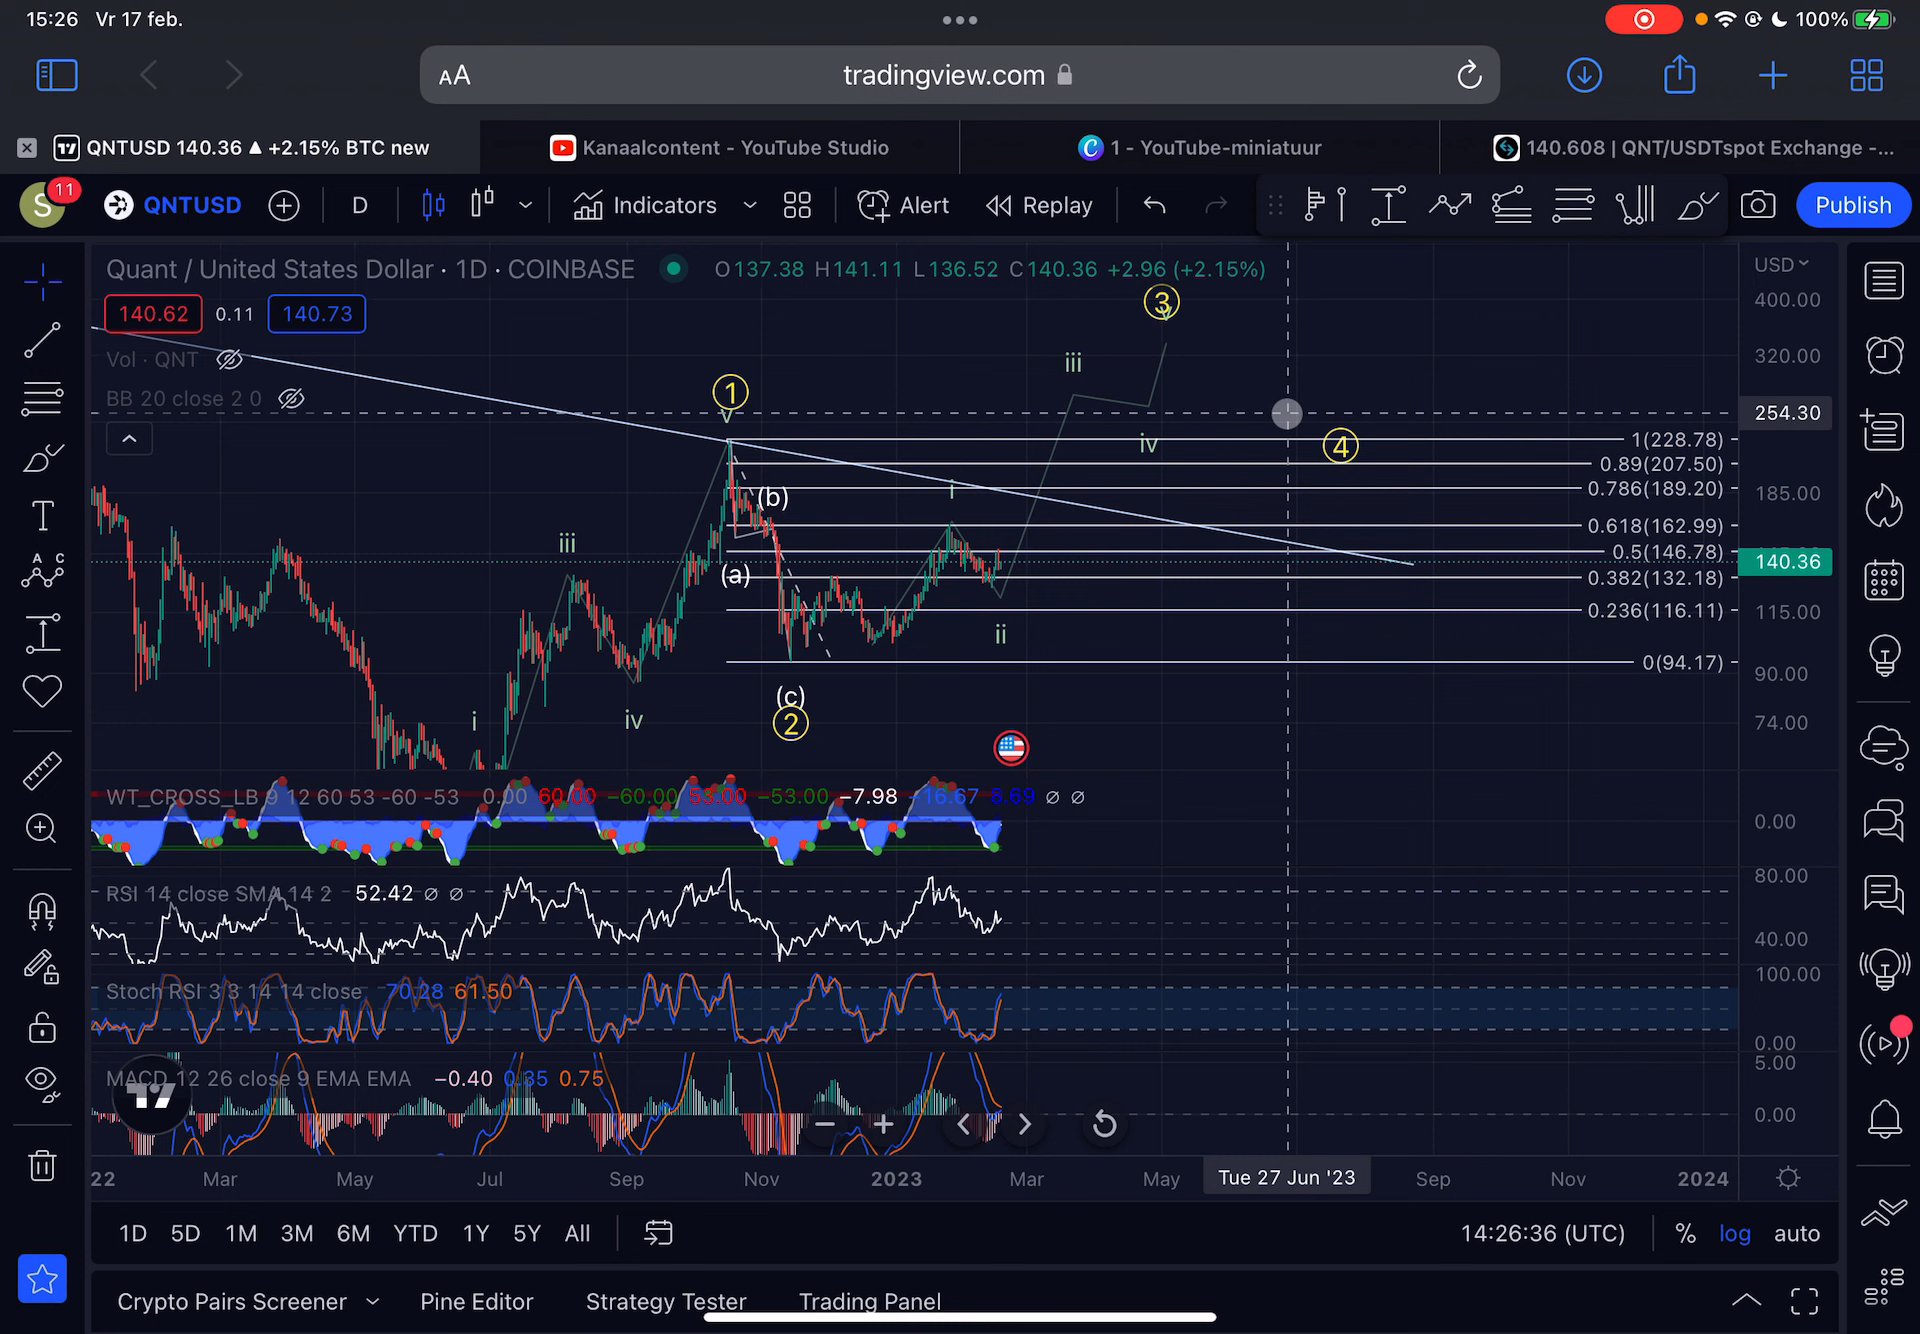 15:26 Vr 17 feb.
100%
AA tradingview.com
QNTUSD 140.36 ▲ +2.15% BTC new
Kanaalcontent - YouTube Studio
1 - YouTube-miniatuur
140.608 | QNT/USDTspot Exchange -...
S 11 QNTUSD D Indicators Alert Replay Publish
Quant / United States Dollar · 1D · COINBASE O137.38 H141.11 L136.52 C140.36 +2.96 (+2.15%)
USD
140.62 0.11 140.73
400.00
3
v
Vol · QNT
320.00
iii
BB 20 close 2 0
1
v
254.30
iv
4
1(228.78)
0.89(207.50)
0.786(189.20)
185.00
(b)
i
0.618(162.99)
iii
0.5(146.78)
140.36
(a)
0.382(132.18)
0.236(116.11)
115.00
ii
0(94.17)
90.00
(c)
i
iv
2
74.00
WT_CROSS_LB 9 12 60 53 -60 -53 0.00 60.00 −60.00 53.00 −53.00 −7.98 −16.67 8.69 ∅ ∅
0.00
80.00
RSI 14 close SMA 14 2 52.42 ∅ ∅
40.00
100.00
Stoch RSI 3 3 14 14 close 70.28 61.50
0.00
5.00
MACD 12 26 close 9 EMA EMA −0.40 0.35 0.75
0.00
22 Mar May Jul Sep Nov 2023 Mar May Tue 27 Jun '23 Sep Nov 2024
1D 5D 1M 3M 6M YTD 1Y 5Y All 14:26:36 (UTC) % log auto
Crypto Pairs Screener Pine Editor Strategy Tester Trading Panel